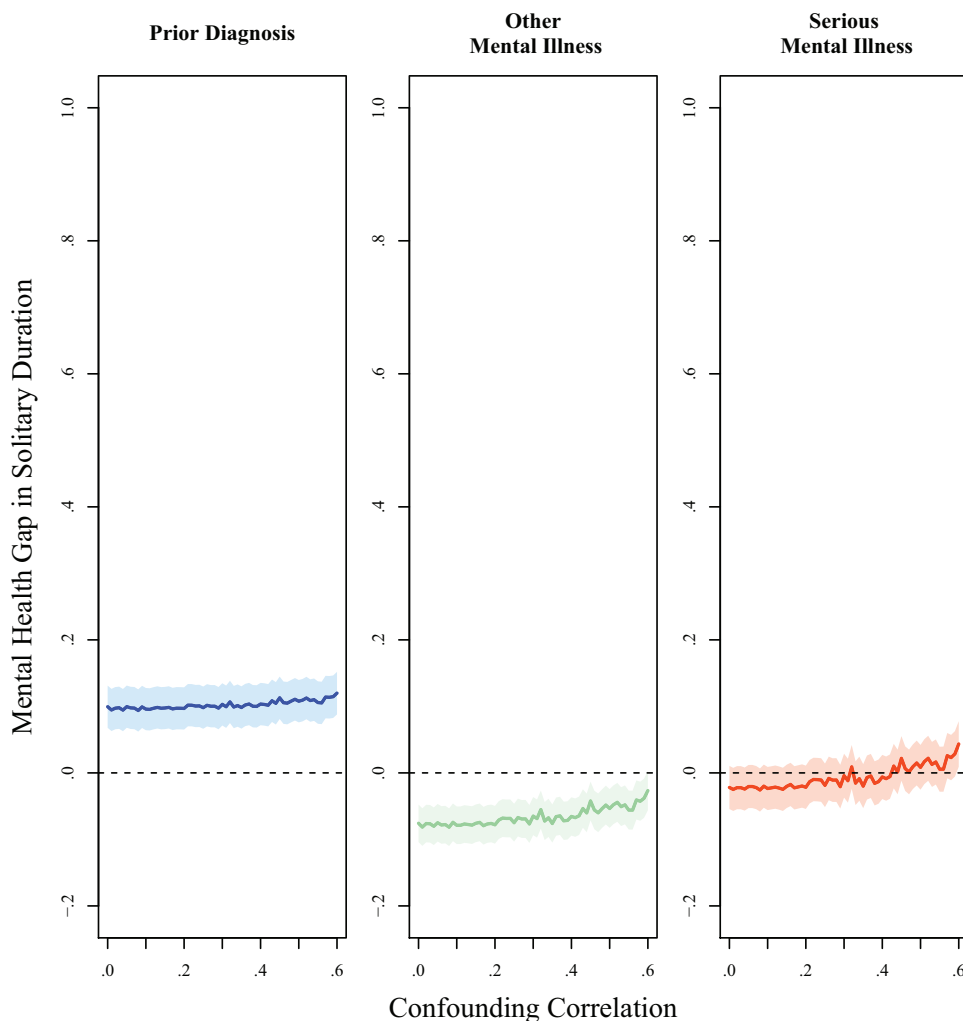 Prior Diagnosis
Other
Mental Illness
Serious
Mental Illness
Mental Health Gap in Solitary Duration
1.0
.8
.6
.4
.2
.0
−.2
1.0
.8
.6
.4
.2
.0
−.2
1.0
.8
.6
.4
.2
.0
−.2
.0 .2 .4 .6
.0 .2 .4 .6
.0 .2 .4 .6
Confounding Correlation